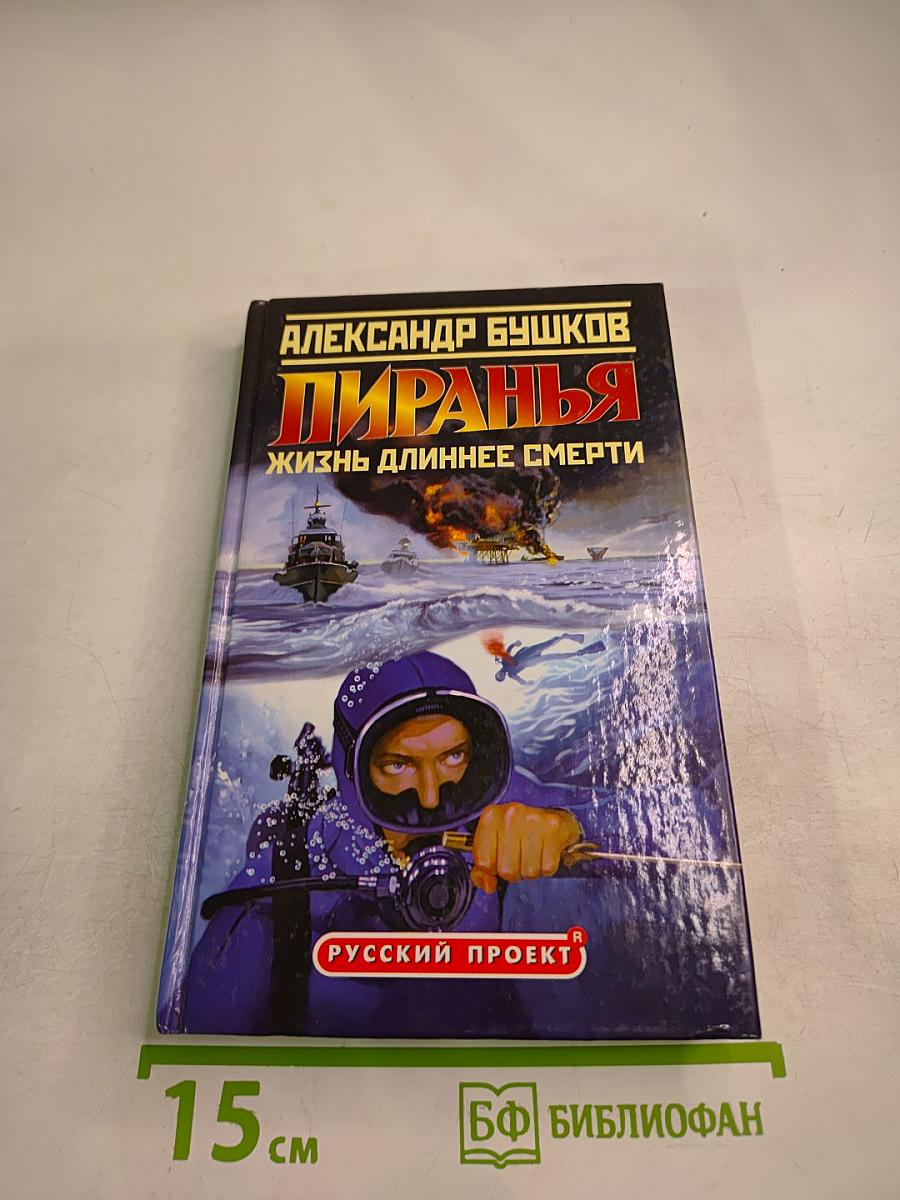 АЛЕКСАНДР БУШКОВ
ПИРАНЬЯ
ЖИЗНЬ ДЛИННЕЕ СМЕРТИ
РУССКИЙ ПРОЕКТ R
15 см
БФ БИБЛИОФАН